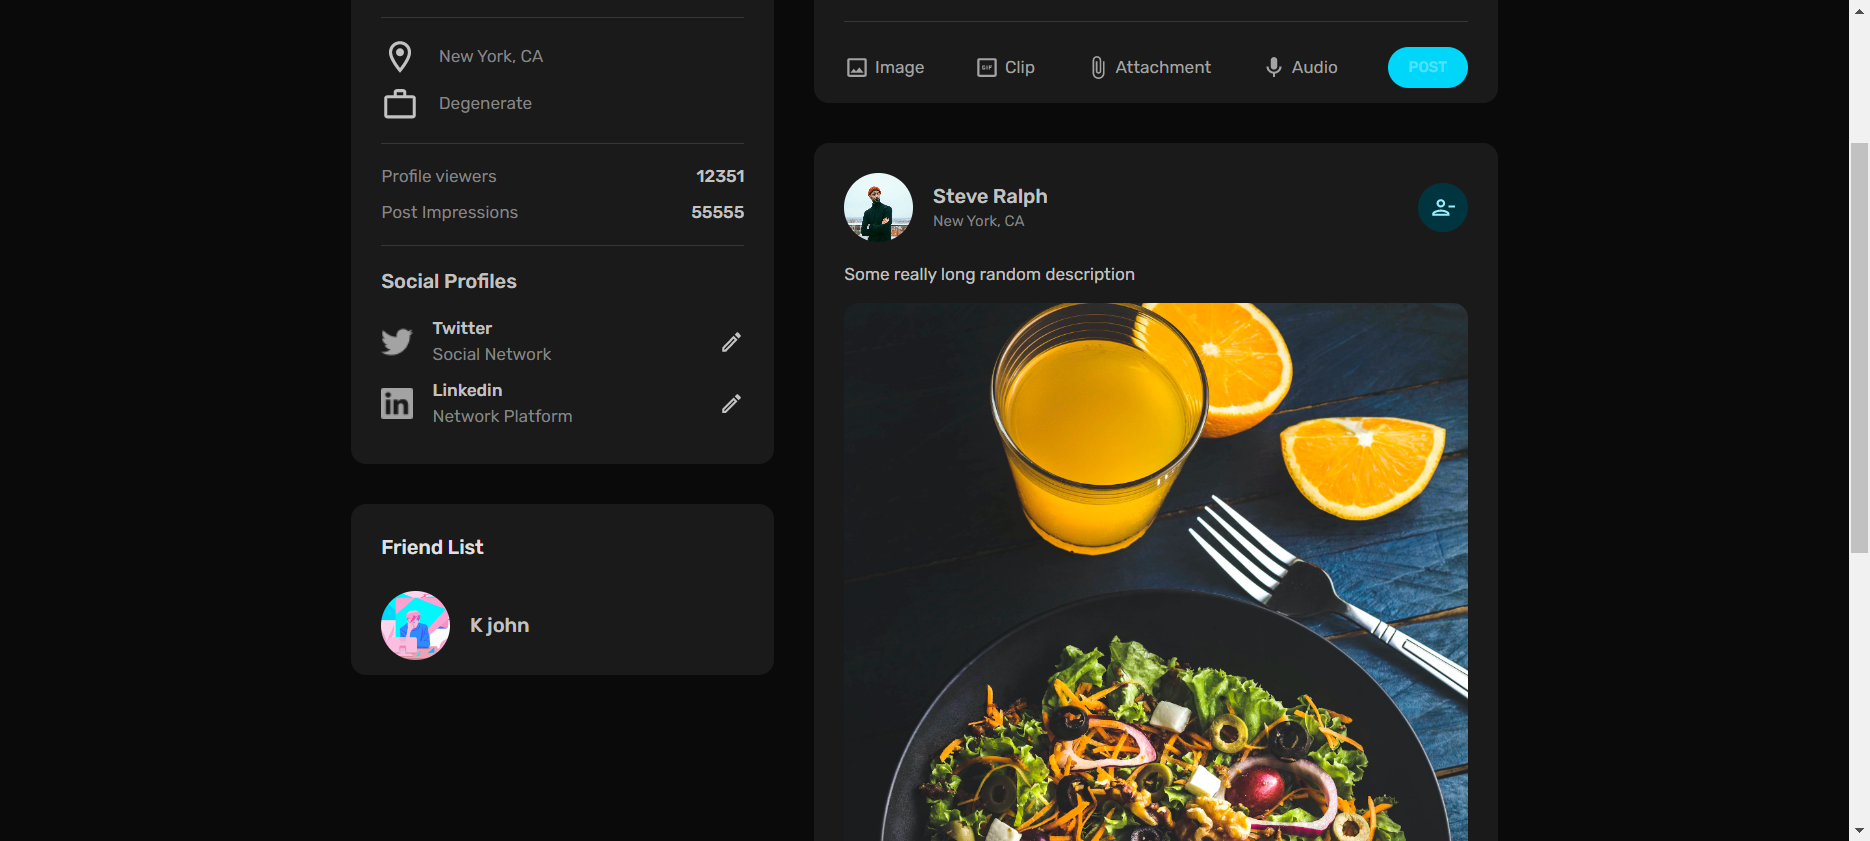 New York, CA
Degenerate
Profile viewers 12351
Post Impressions 55555
Social Profiles
Twitter
Social Network
Linkedin
Network Platform
Friend List
K john
Image GIF Clip Attachment Audio POST
Steve Ralph
New York, CA
Some really long random description